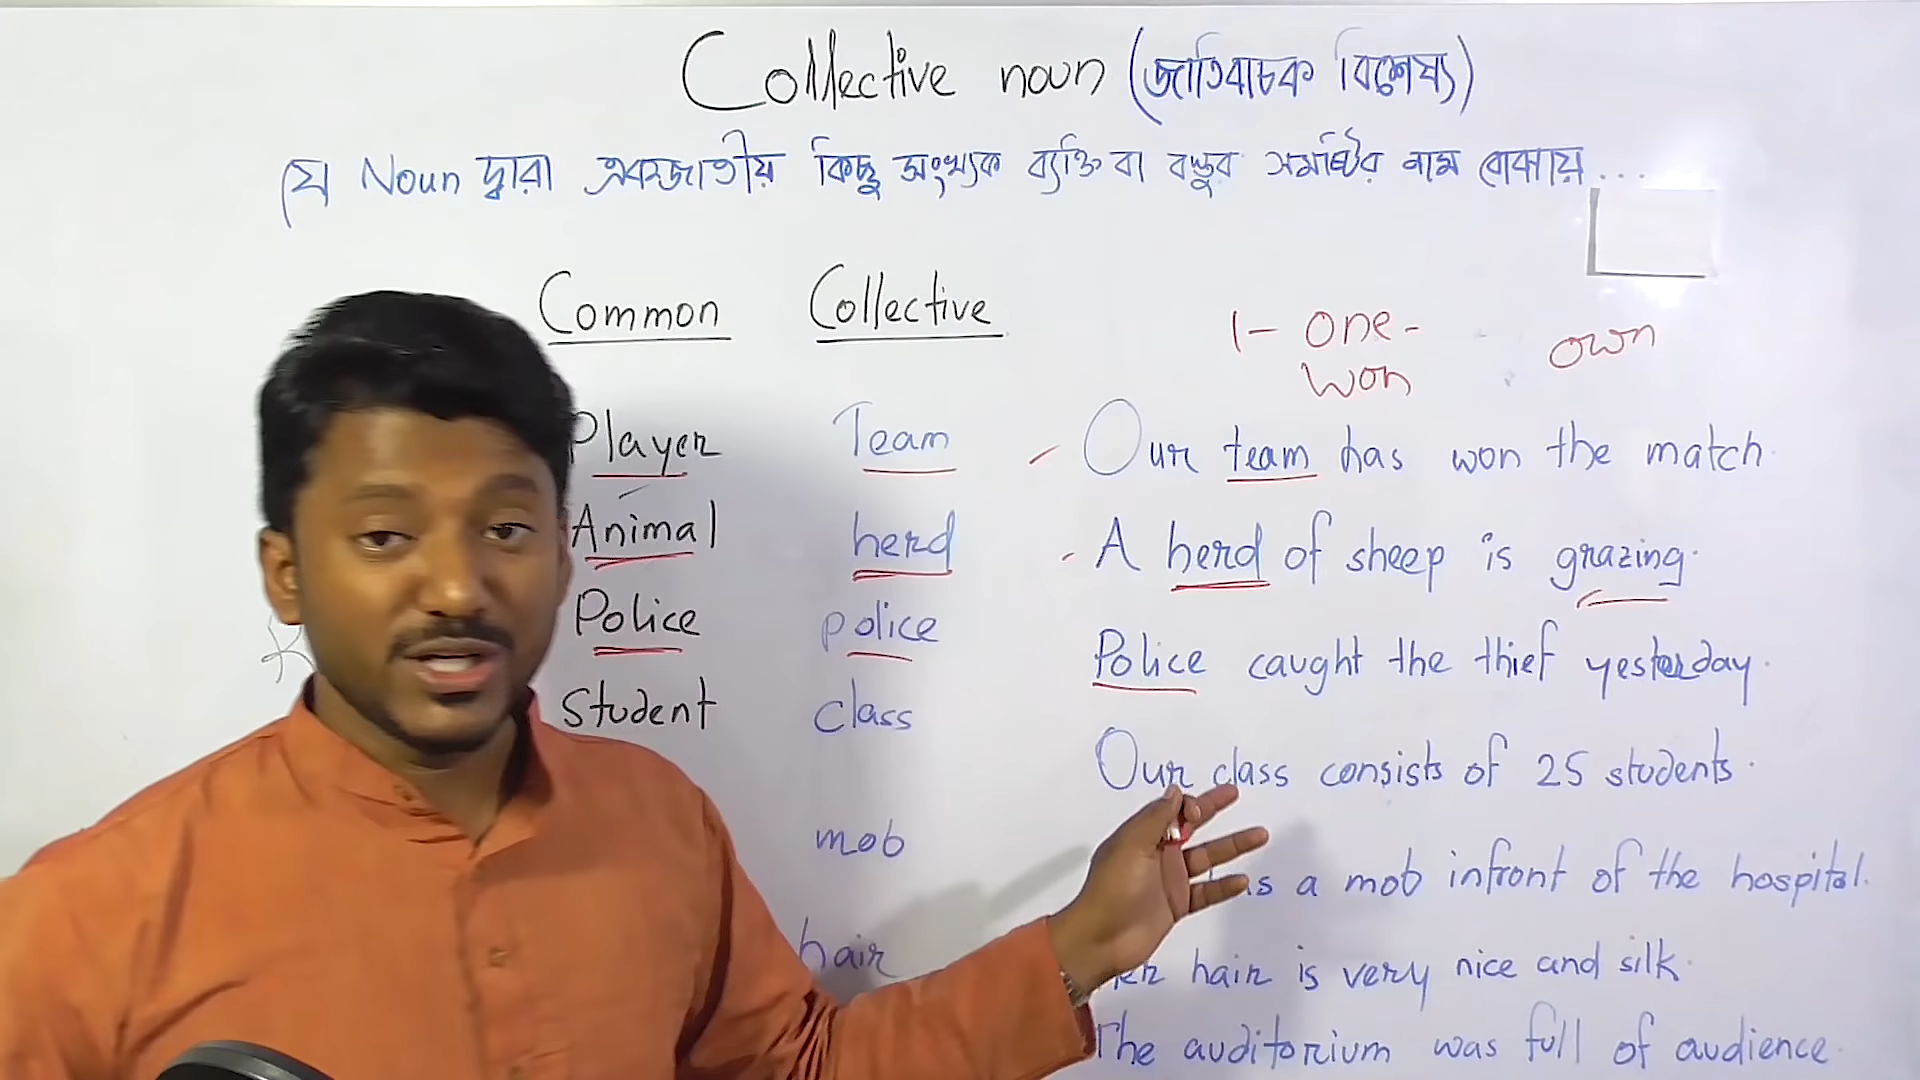 Collective noun (জাতিবাচক বিশেষ্য)
যে Noun দ্বারা একজাতীয় কিছু সংখ্যক ব্যক্তি বা বস্তুর সমষ্টির নাম বোঝায় ...
Common Collective
1 - one -
won
own
Player Team Our team has won the match.
Animal herd A herd of sheep is grazing.
Police police Police caught the thief yesterday.
Student class Our class consists of 25 students.
mob a mob infront of the hospital.
hair hair is very nice and silk.
The auditorium was full of audience.